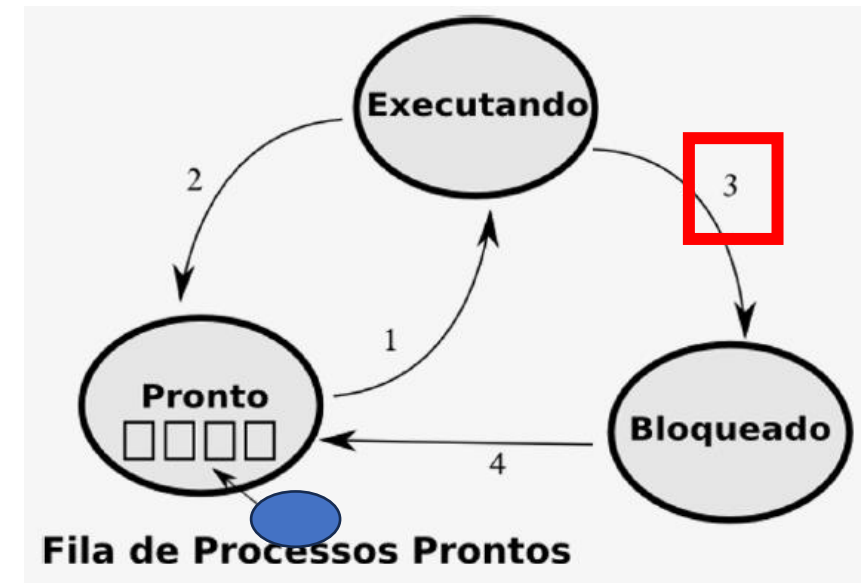 Executando
2
3
1
Pronto
Bloqueado
4
Fila de Processos Prontos